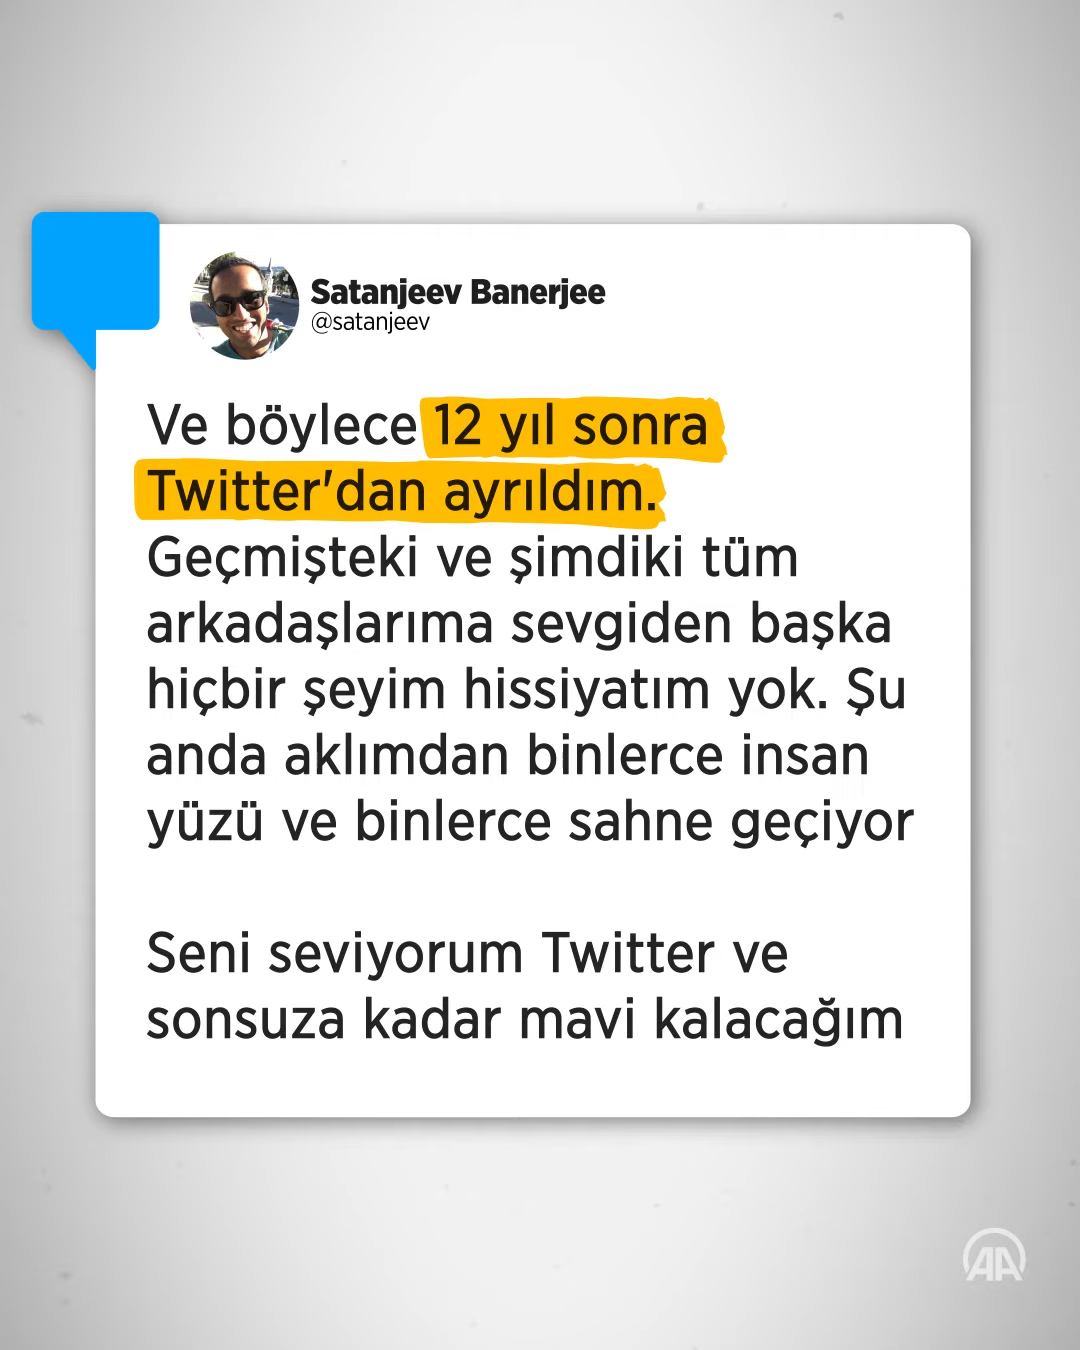 Satanjeev Banerjee
@satanjeev
Ve böylece 12 yıl sonra
Twitter'dan ayrıldım.
Geçmişteki ve şimdiki tüm
arkadaşlarıma sevgiden başka
hiçbir şeyim hissiyatım yok. Şu
anda aklımdan binlerce insan
yüzü ve binlerce sahne geçiyor
Seni seviyorum Twitter ve
sonsuza kadar mavi kalacağım
AA